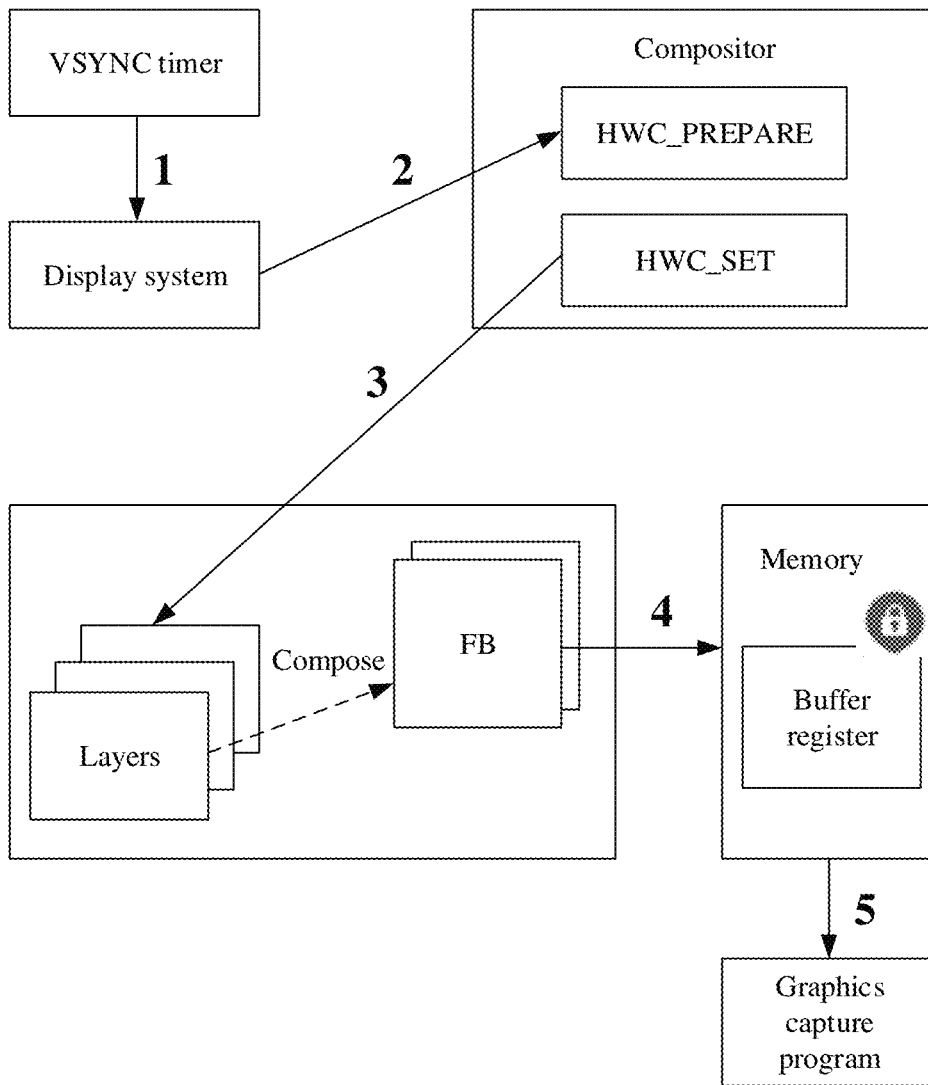 VSYNC timer
1
Display system
2
Compositor
HWC_PREPARE
HWC_SET
3
Layers
Compose
FB
4
Memory
Buffer
register
5
Graphics
capture
program